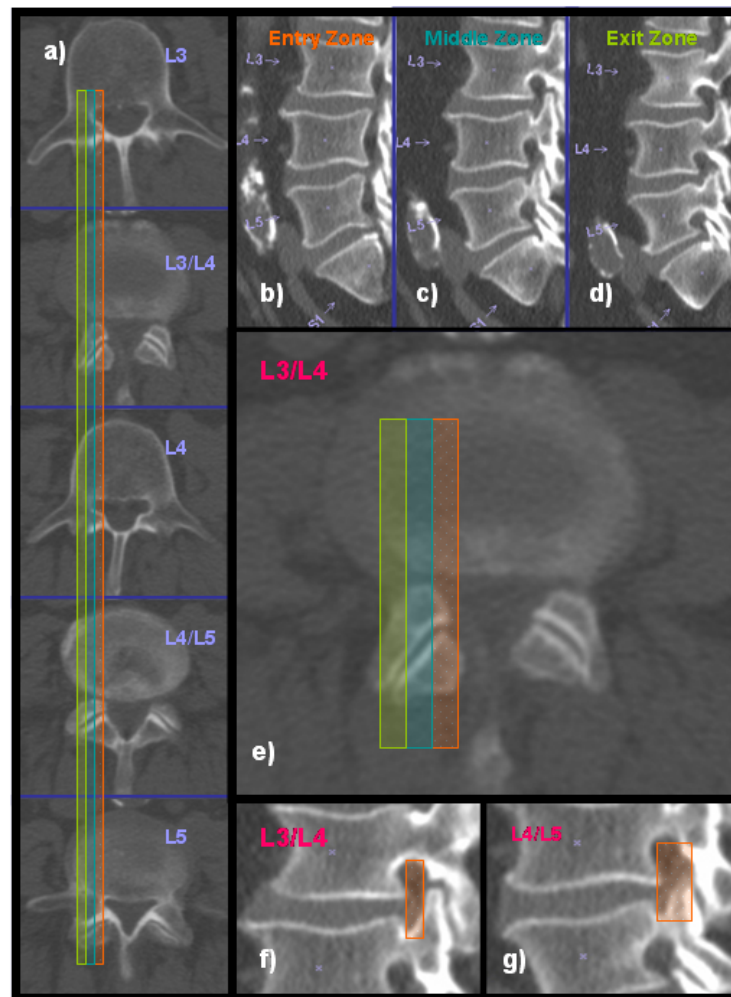 a)
L3
L3/L4
L4
L4/L5
L5
Entry Zone
L3→
L4→
L5
S1
b)
Middle Zone
L3→
L4→
L5→
c)
Exit Zone
L3→
L4→
L5→
d)
L3/L4
e)
L3/L4
f)
L4/L5
g)